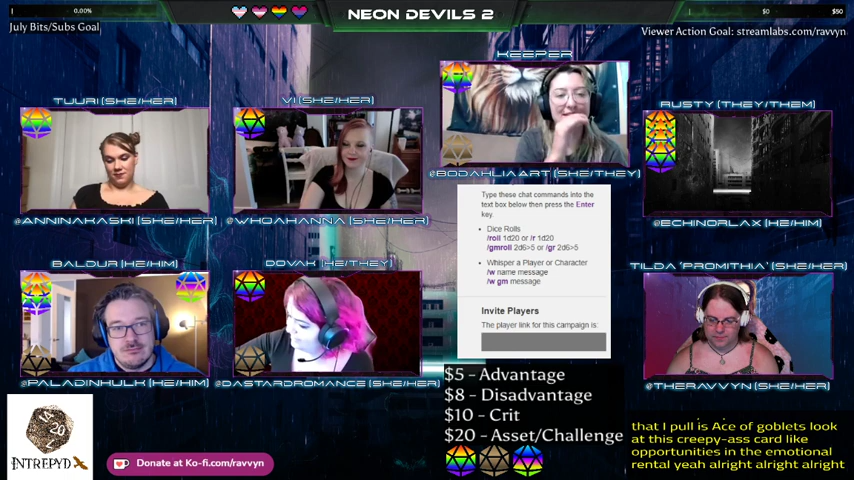 0.00%
July Bits/Subs Goal
NEON DEVILS 2
$0
$50
Viewer Action Goal: streamlabs.com/ravvyn
TUURI (SHE/HER)
@ANNINAKASKI (SHE/HER)
VI (SHE/HER)
@WHOAHANNA (SHE/HER)
KEEPER
@BODAHLIAART (SHE/THEY)
RUSTY (THEY/THEM)
@ECHINORLAX (HE/HIM)
Type these chat commands into the
text box below then press the Enter
key.
Dice Rolls
/roll 1d20 or /r 1d20
/gmroll 2d6>5 or /gr 2d6>5
Whisper a Player or Character
/w name message
/w gm message
Invite Players
The player link for this campaign is:
BALDUR (HE/HIM)
@PALADINHULK (HE/HIM)
DOVAK (HE/THEY)
@DASTARDROMANCE (SHE/HER)
TILDA 'PROMITHIA' (SHE/HER)
@THERAVVYN (SHE/HER)
$5 - Advantage
$8 - Disadvantage
$10 - Crit
$20 - Asset/Challenge
20
INTREPYD
Donate at Ko-fi.com/ravvyn
that I pull is Ace of goblets look
at this creepy-ass card like
opportunities in the emotional
rental yeah alright alright alright